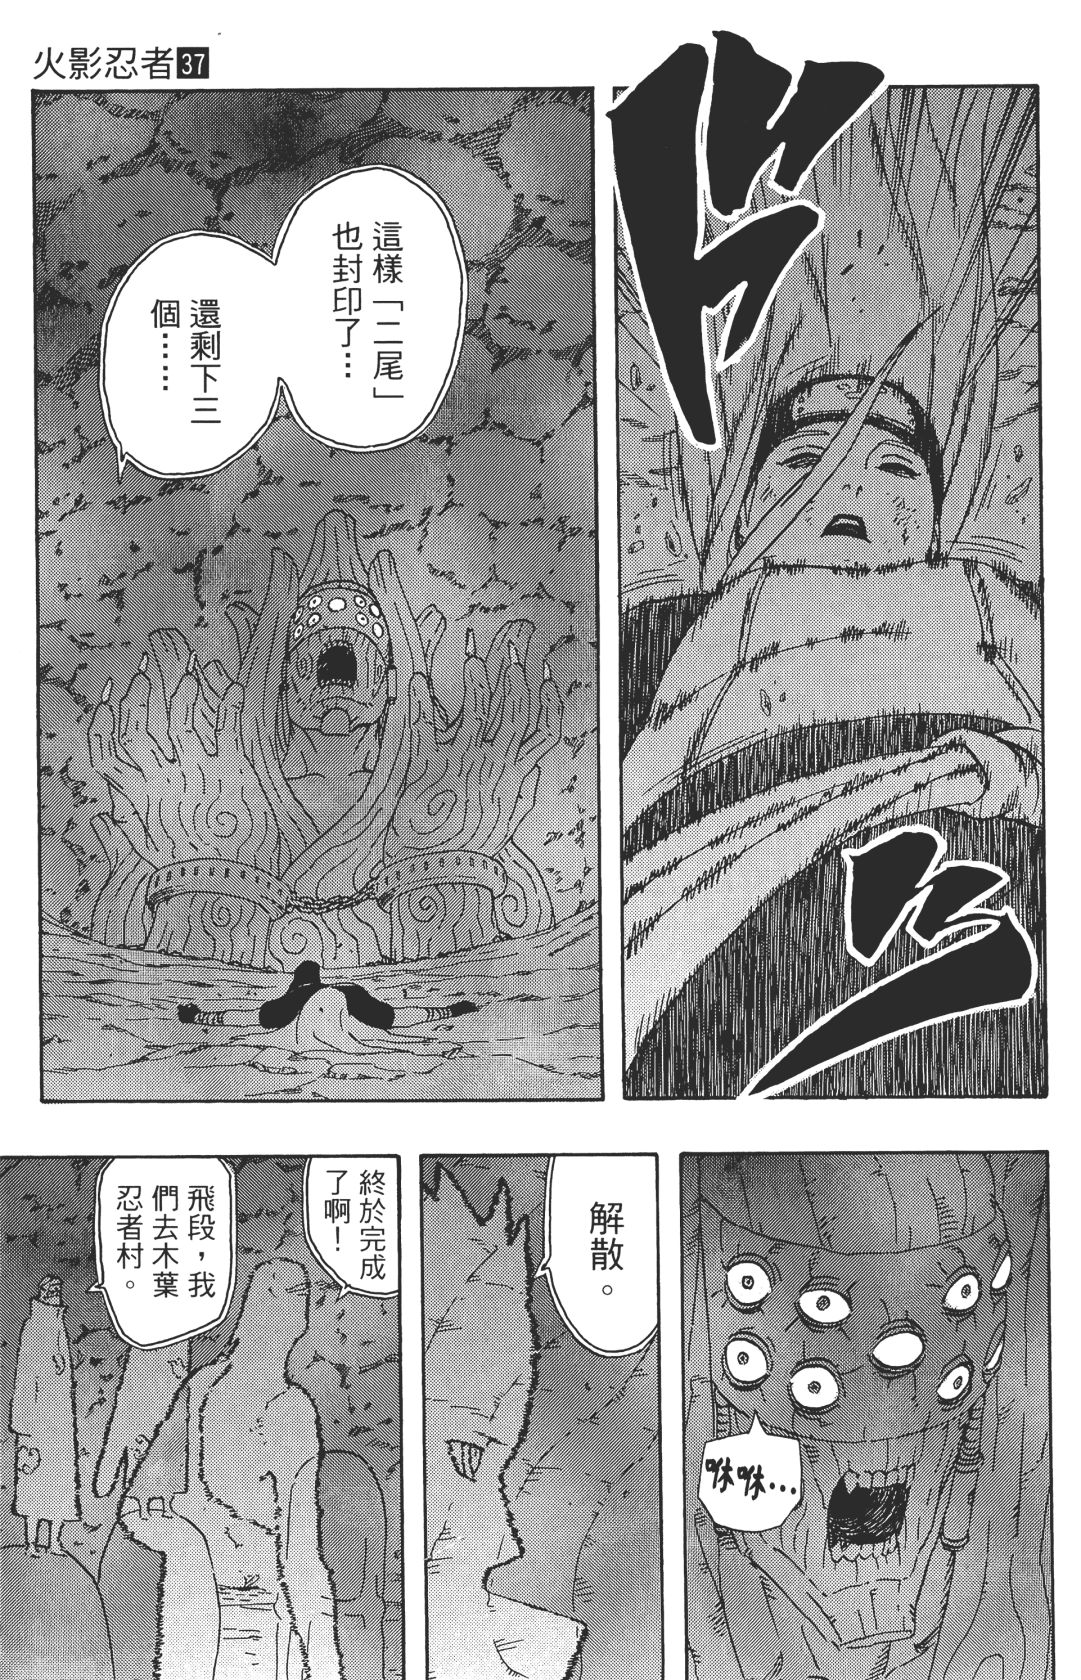 火影忍者37
ドドド
這樣「二尾」
也封印了…
還剩下三
個……
咻咻…
解散。
終於完成
了啊！
飛段，我
們去木葉
忍者村。